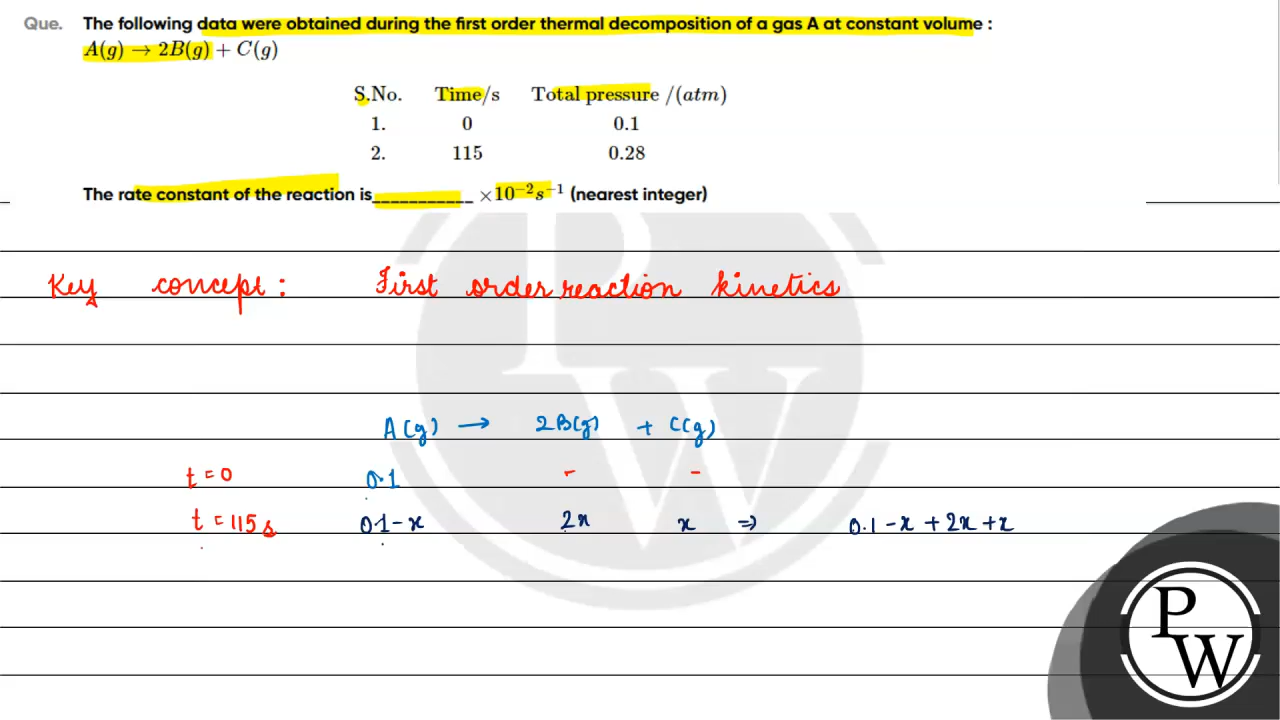 Que. The following data were obtained during the first order thermal decomposition of a gas A at constant volume :
A(g) → 2B(g) + C(g)
S.No. Time/s Total pressure /(atm)
1. 0 0.1
2. 115 0.28
The rate constant of the reaction is___________ ×10⁻²s⁻¹ (nearest integer)
Key concept: First order reaction kinetics
A(g) → 2B(g) + C(g)
t = 0 0.1 - -
t = 115 s 0.1 - x 2x x ⇒ 0.1 - x + 2x + x
P
W
PW